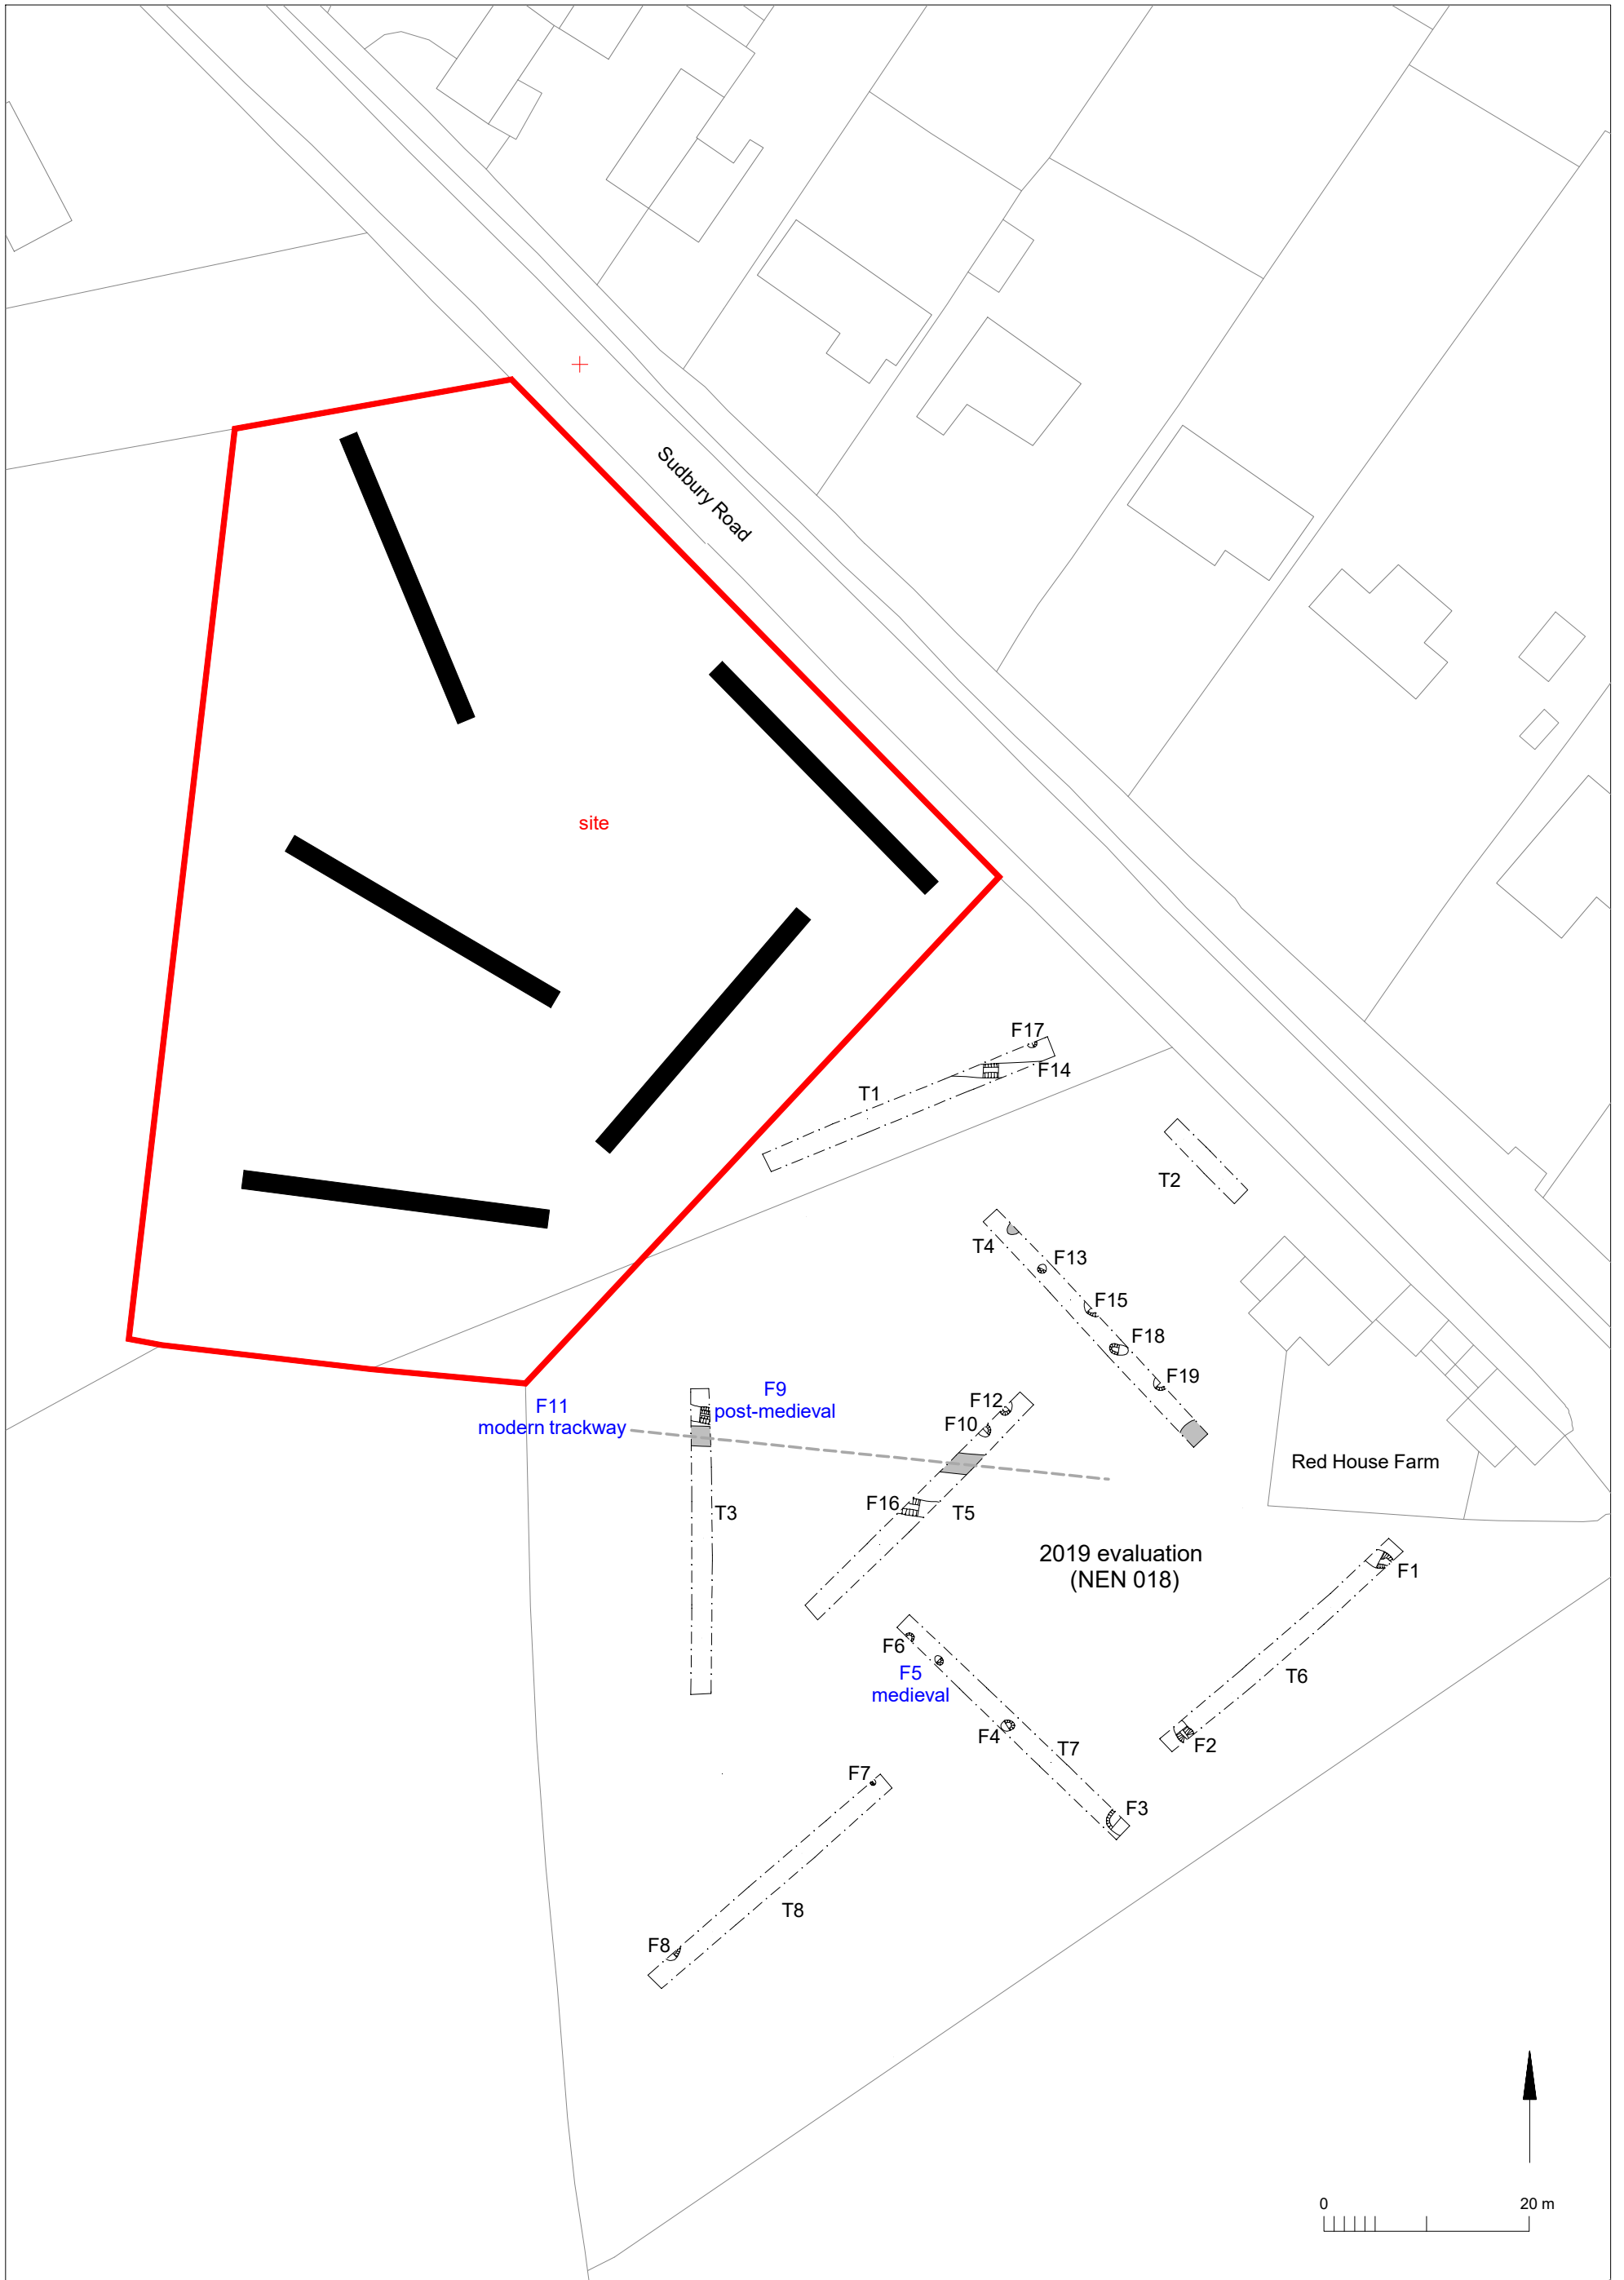 Sudbury Road
site
F17
F14
T1
T2
T4
F13
F15
F18
F19
F9
post-medieval
F11
modern trackway
F12
F10
Red House Farm
F16
T5
T3
2019 evaluation
(NEN 018)
F1
F6
F5
medieval
T6
F4
F2
T7
F7
F3
T8
F8
0
20 m